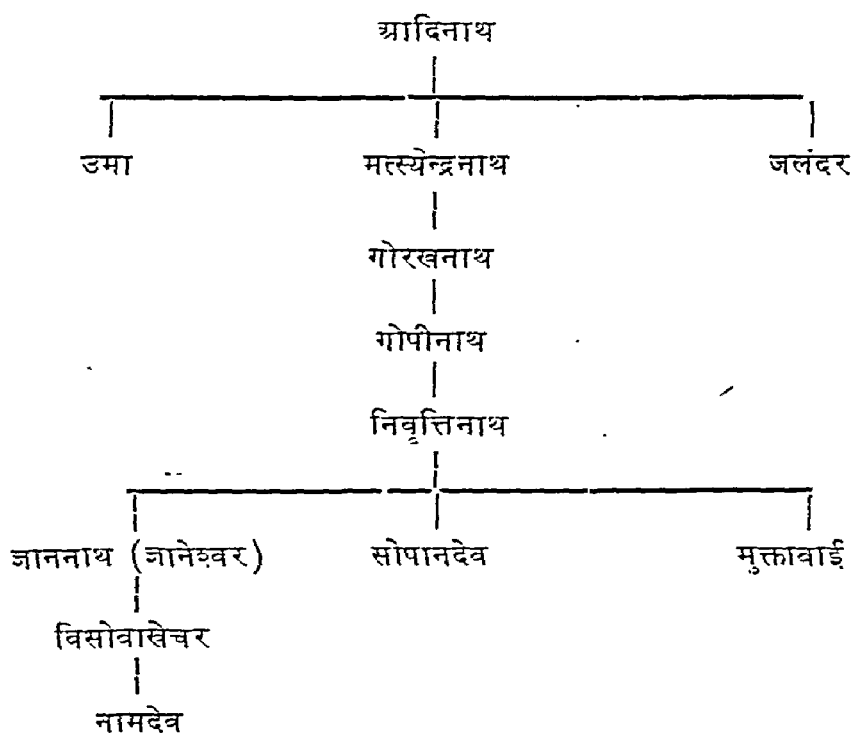 आदिनाथ
उमा मत्स्येन्द्रनाथ जलंदर
गोरखनाथ
गोपीनाथ
निवृत्तिनाथ
ज्ञाननाथ (ज्ञानेश्वर) सोपानदेव मुक्तावाई
विसोवाखेचर
नामदेव